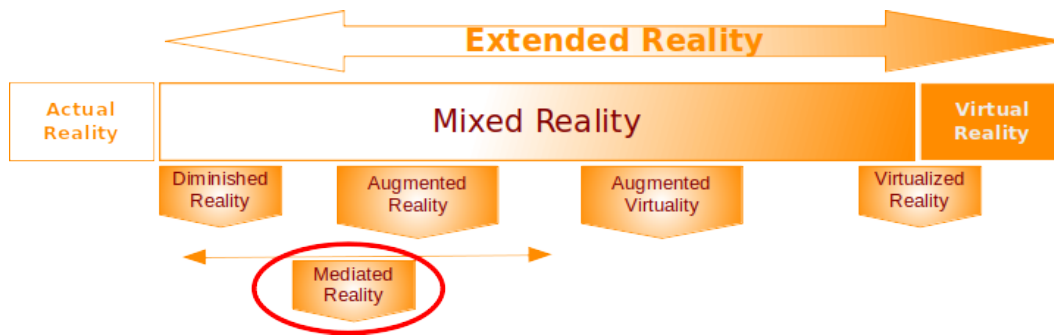 Extended Reality
Actual
Reality
Mixed Reality
Virtual
Reality
Diminished
Reality
Augmented
Reality
Augmented
Virtuality
Virtualized
Reality
Mediated
Reality